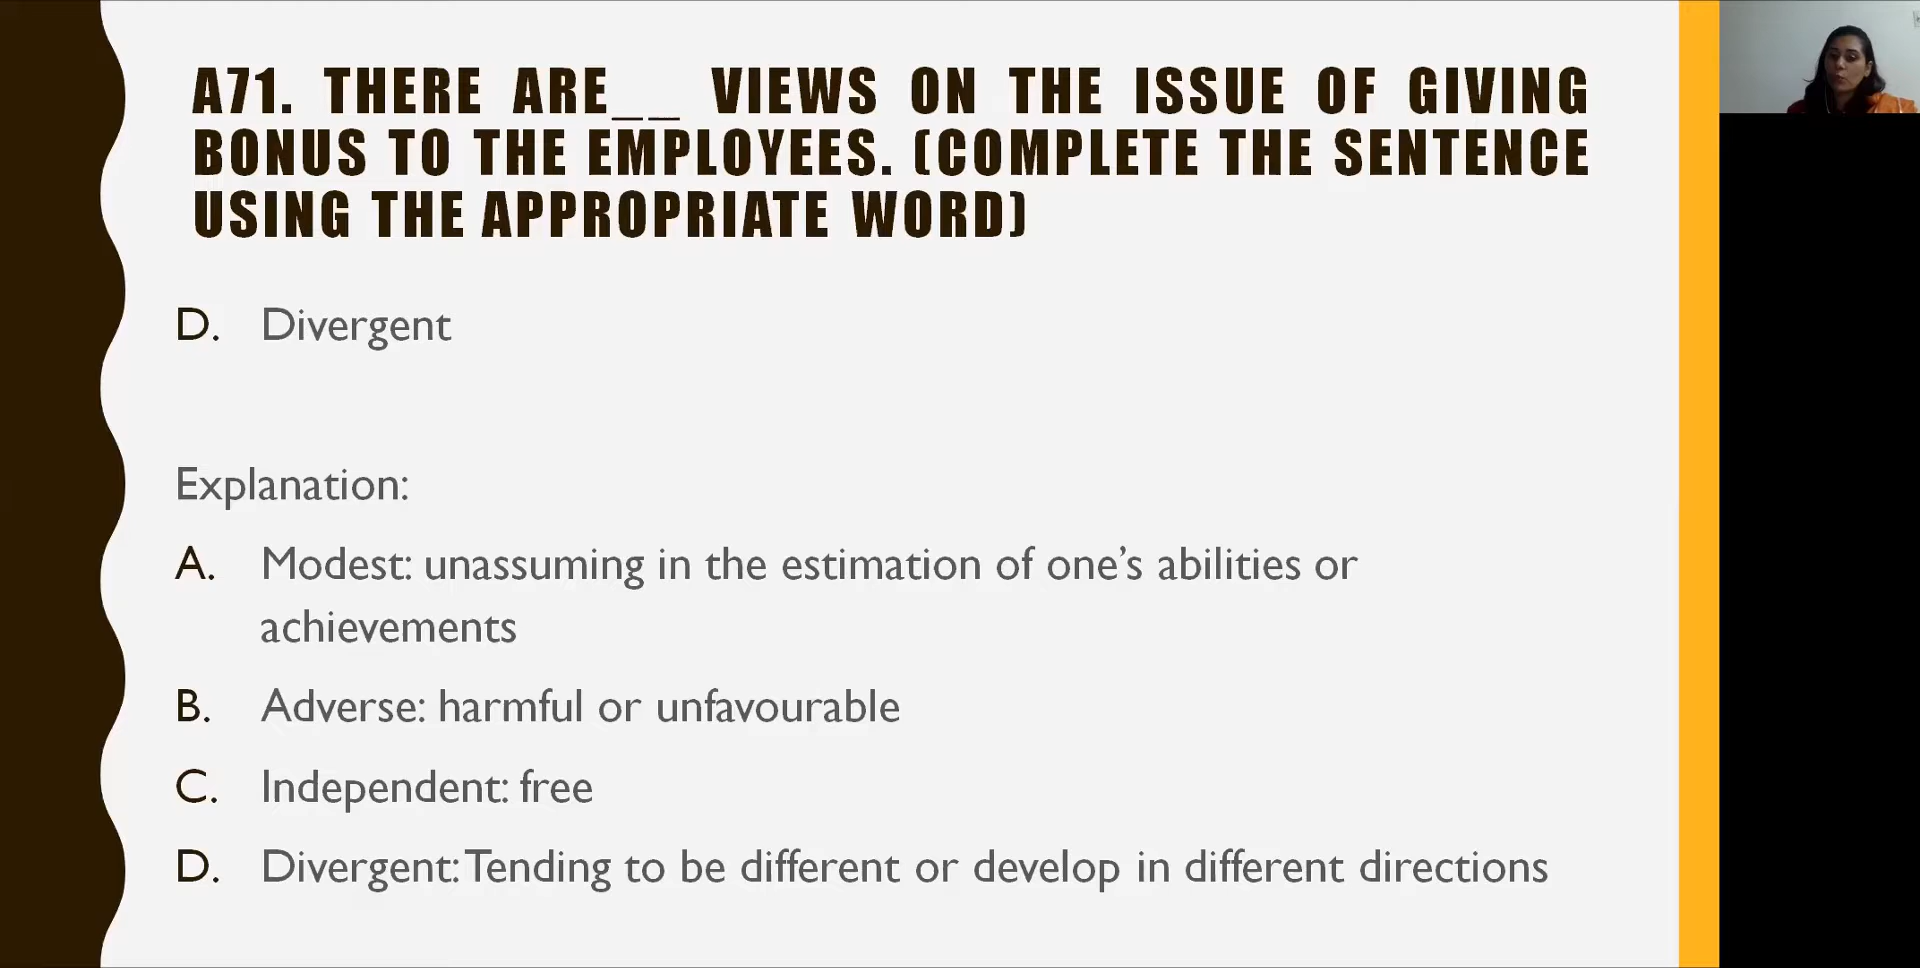 A71. THERE ARE__ VIEWS ON THE ISSUE OF GIVING
BONUS TO THE EMPLOYEES. (COMPLETE THE SENTENCE
USING THE APPROPRIATE WORD)
D. Divergent
Explanation:
A. Modest: unassuming in the estimation of one’s abilities or
achievements
B. Adverse: harmful or unfavourable
C. Independent: free
D. Divergent: Tending to be different or develop in different directions